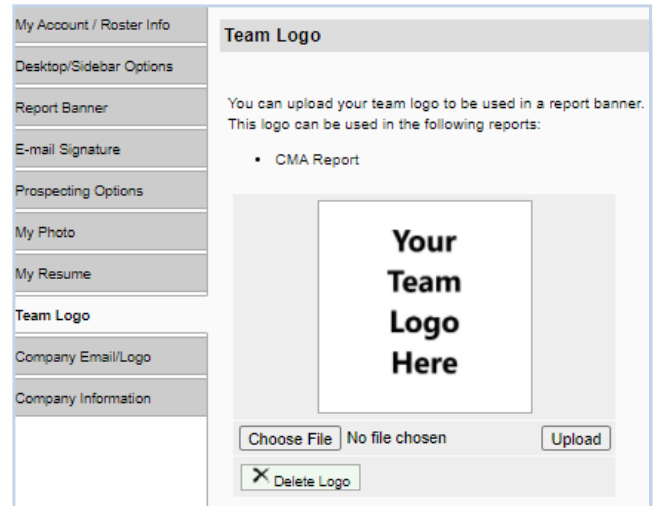 My Account / Roster Info
Desktop/Sidebar Options
Report Banner
E-mail Signature
Prospecting Options
My Photo
My Resume
Team Logo
Company Email/Logo
Company Information
Team Logo
You can upload your team logo to be used in a report banner.
This logo can be used in the following reports:
• CMA Report
Your
Team
Logo
Here
Choose File No file chosen Upload
Delete Logo